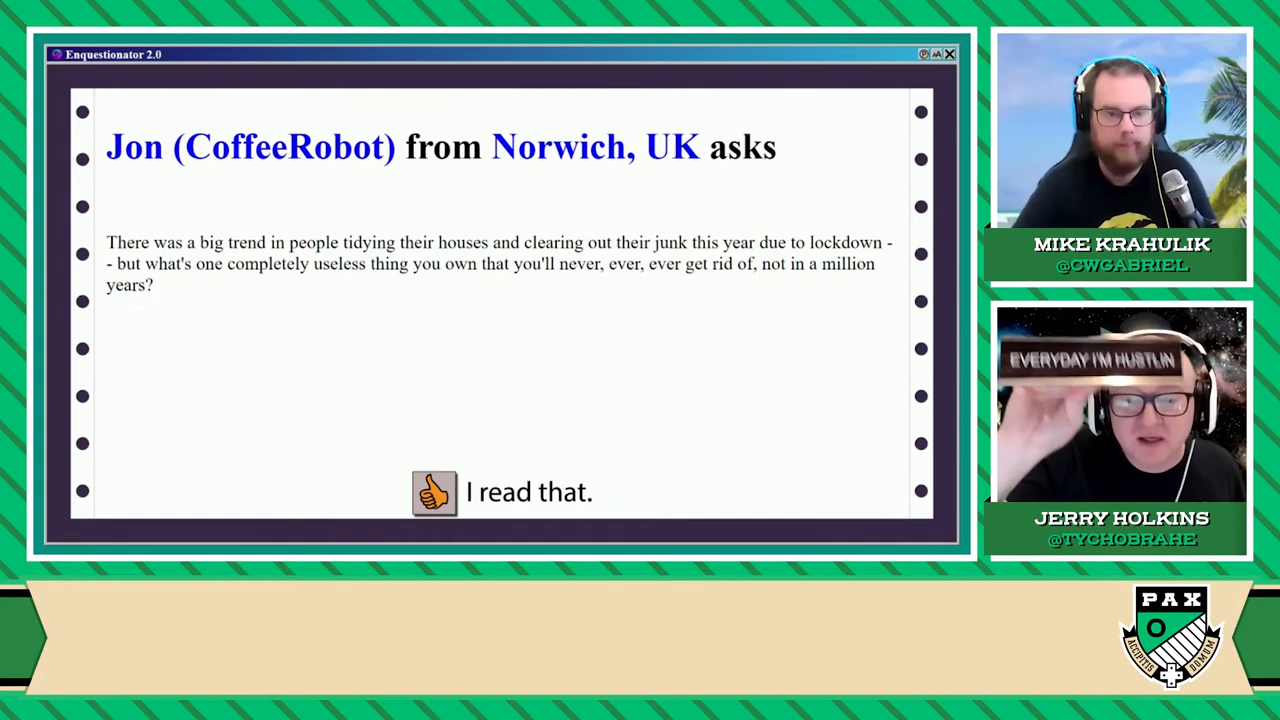 Enquestionator 2.0
Jon (CoffeeRobot) from Norwich, UK asks
There was a big trend in people tidying their houses and clearing out their junk this year due to lockdown -
- but what's one completely useless thing you own that you'll never, ever, ever get rid of, not in a million
years?
I read that.
MIKE KRAHULIK
@CWGABRIEL
EVERYDAY I'M HUSTLIN
JERRY HOLKINS
@TYCHOBRAHE
PAX
ACCIPITIS
DOMUM